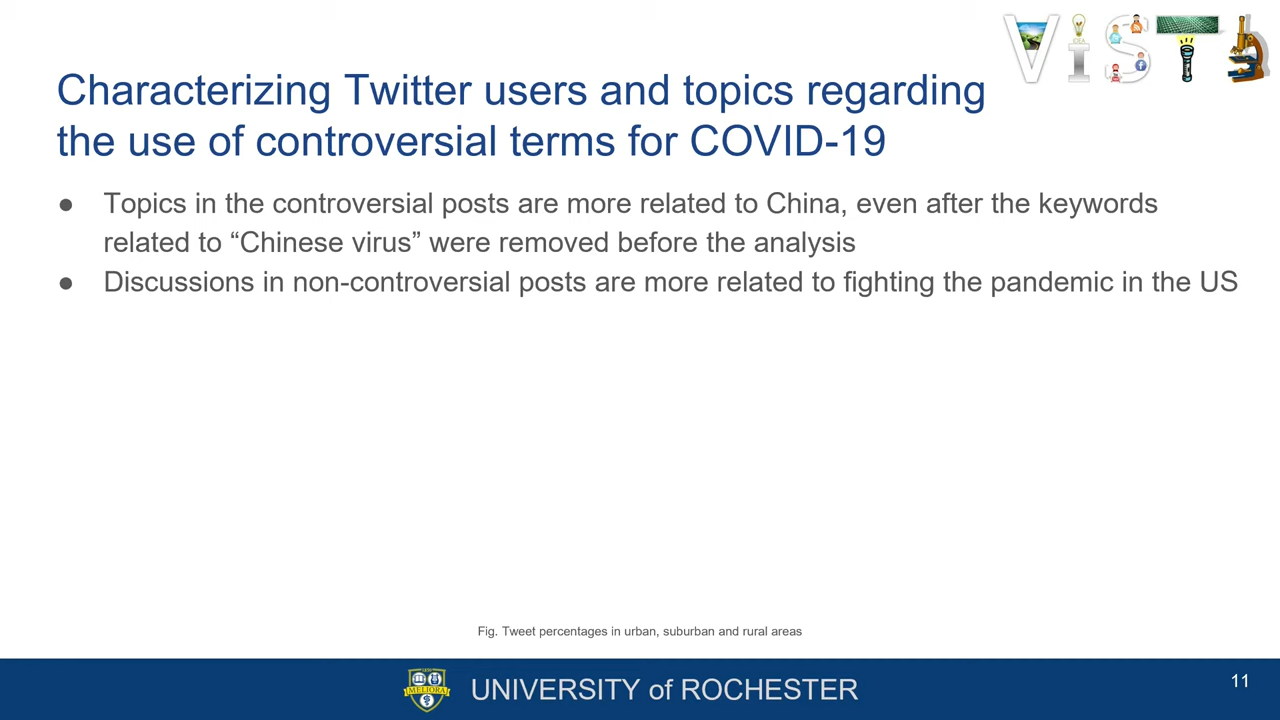 ViSTA
Characterizing Twitter users and topics regarding
the use of controversial terms for COVID-19
● Topics in the controversial posts are more related to China, even after the keywords
related to “Chinese virus” were removed before the analysis
● Discussions in non-controversial posts are more related to fighting the pandemic in the US
Fig. Tweet percentages in urban, suburban and rural areas
MELIORA
UNIVERSITY of ROCHESTER
11